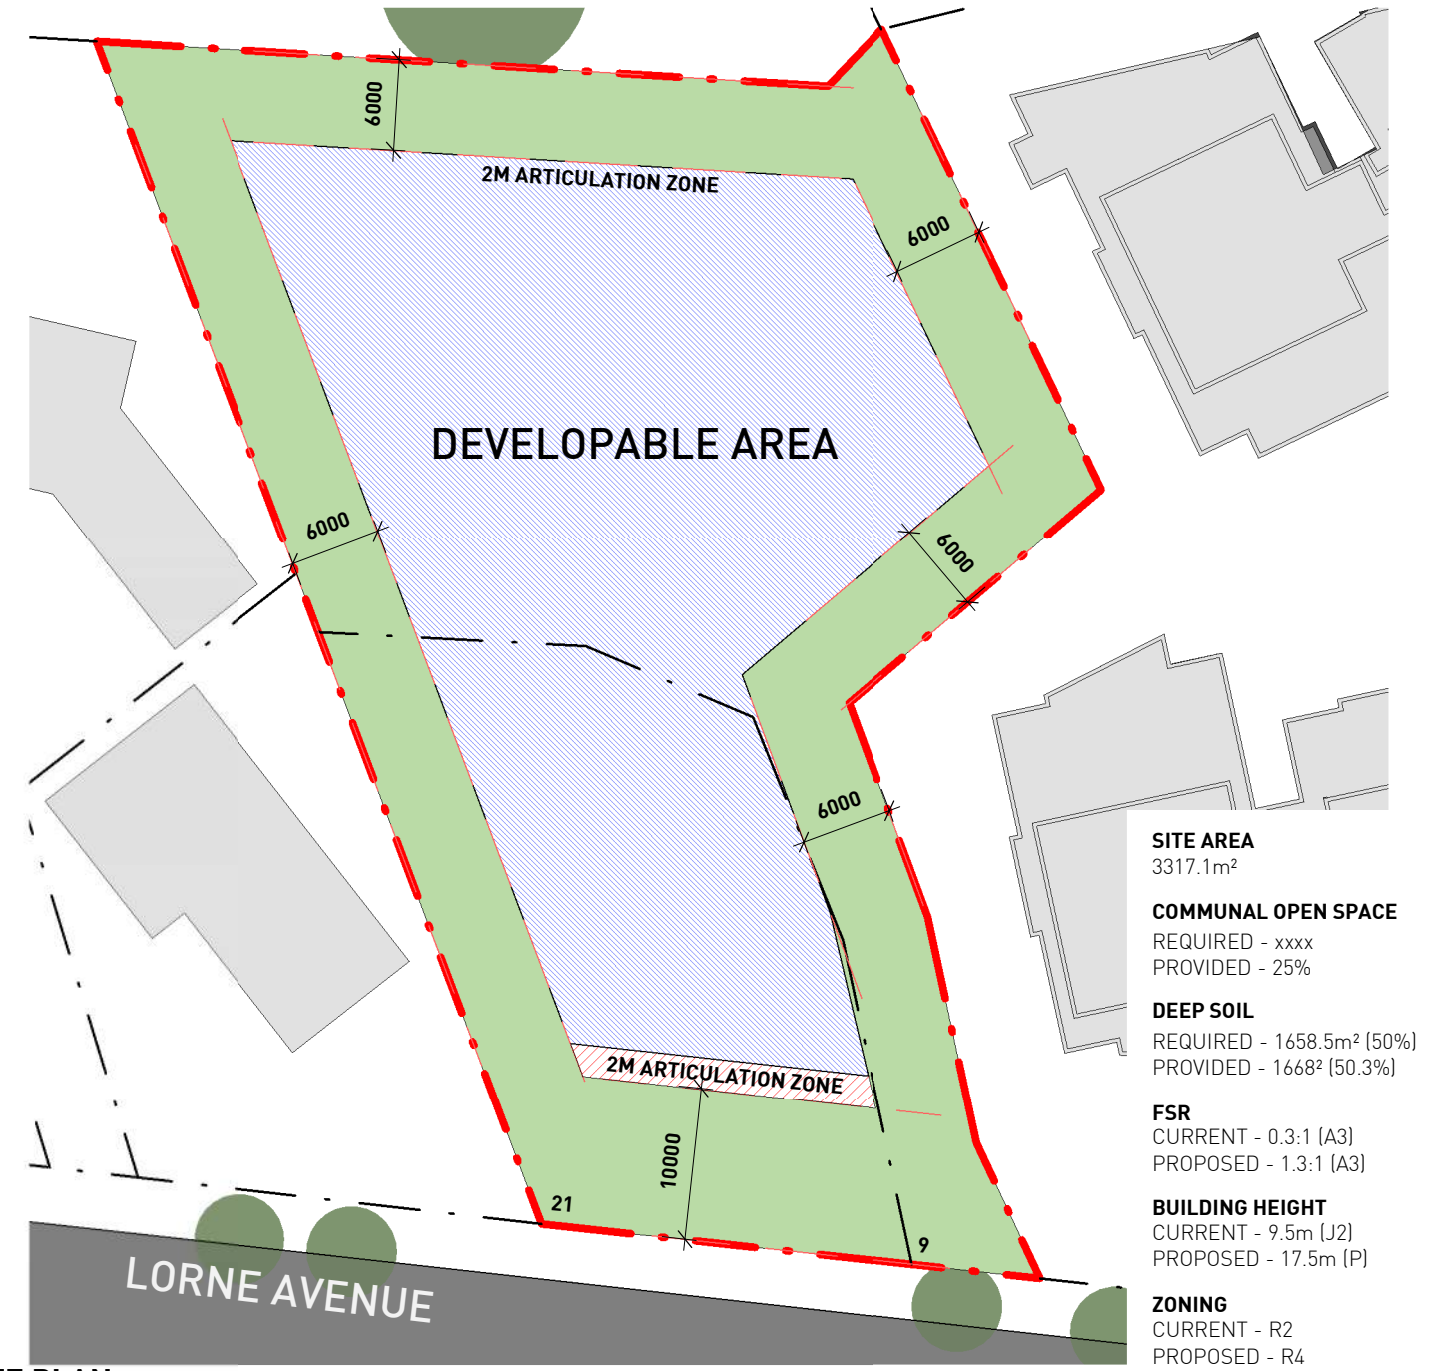 6000
2M ARTICULATION ZONE
6000
DEVELOPABLE AREA
6000
6000
6000
2M ARTICULATION ZONE
10000
21
9
LORNE AVENUE
SITE AREA
3317.1m²
COMMUNAL OPEN SPACE
REQUIRED - xxxx
PROVIDED - 25%
DEEP SOIL
REQUIRED - 1658.5m² (50%)
PROVIDED - 1668² (50.3%)
FSR
CURRENT - 0.3:1 (A3)
PROPOSED - 1.3:1 (A3)
BUILDING HEIGHT
CURRENT - 9.5m (J2)
PROPOSED - 17.5m (P)
ZONING
CURRENT - R2
PROPOSED - R4